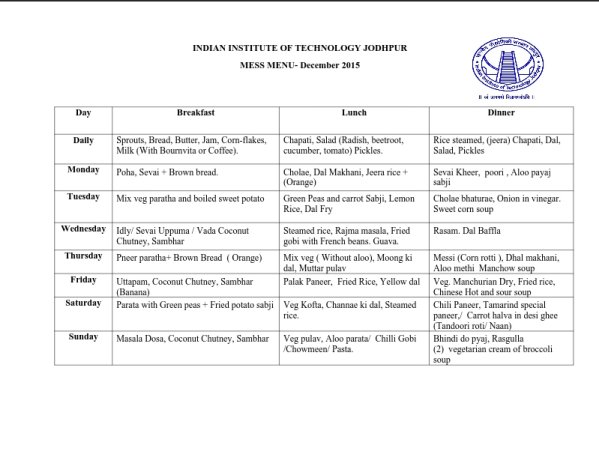 INDIAN INSTITUTE OF TECHNOLOGY JODHPUR
MESS MENU- December 2015
Indian Institute of Technology Jodhpur
॥ त्वं ज्ञानमयो विज्ञानमयोऽसि ॥
Day Breakfast Lunch Dinner
Daily Sprouts, Bread, Butter, Jam, Corn-flakes, Chapati, Salad (Radish, beetroot, Rice steamed, (jeera) Chapati, Dal,
Milk (With Bournvita or Coffee). cucumber, tomato) Pickles. Salad, Pickles
Monday Poha, Sevai + Brown bread. Cholae, Dal Makhani, Jeera rice + Sevai Kheer, poori , Aloo payaj
(Orange) sabji
Tuesday Mix veg paratha and boiled sweet potato Green Peas and carrot Sabji, Lemon Cholae bhaturae, Onion in vinegar.
Rice, Dal Fry Sweet corn soup
Wednesday Idly/ Sevai Uppuma / Vada Coconut Steamed rice, Rajma masala, Fried Rasam. Dal Baffla
Chutney, Sambhar gobi with French beans. Guava.
Thursday Pneer paratha+ Brown Bread ( Orange) Mix veg ( Without aloo), Moong ki Messi (Corn rotti ), Dhal makhani,
dal, Muttar pulav Aloo methi Manchow soup
Friday Uttapam, Coconut Chutney, Sambhar Palak Paneer, Fried Rice, Yellow dal Veg. Manchurian Dry, Fried rice,
(Banana) Chinese Hot and sour soup
Saturday Parata with Green peas + Fried potato sabji Veg Kofta, Channae ki dal, Steamed Chili Paneer, Tamarind special
rice. paneer,/ Carrot halva in desi ghee
(Tandoori roti/ Naan)
Sunday Masala Dosa, Coconut Chutney, Sambhar Veg pulav, Aloo parata/ Chilli Gobi Bhindi do pyaj, Rasgulla
/Chowmeen/ Pasta. (2) vegetarian cream of broccoli
soup